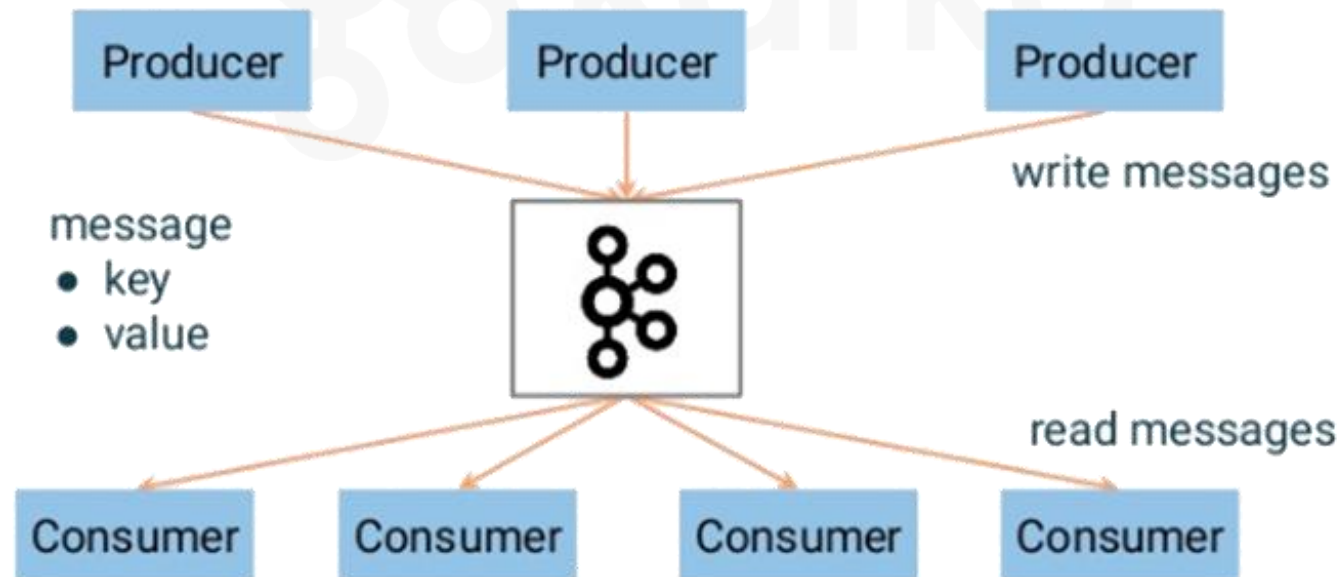 Producer Producer Producer
write messages
message
● key
● value
read messages
Consumer Consumer Consumer Consumer